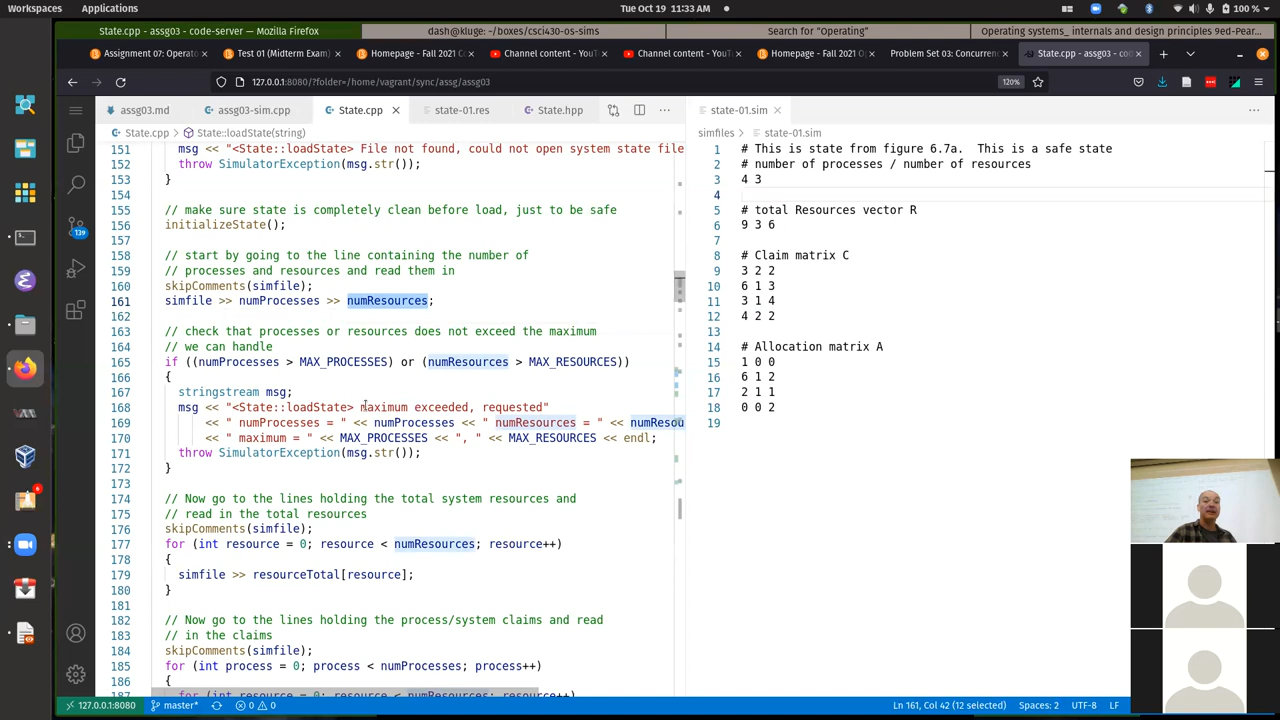 Workspaces Applications Tue Oct 19 11:33 AM 100 %
State.cpp - assg03 - code-server — Mozilla Firefox
dash@kluge: ~/boxes/csci430-os-sims
Search for "Operating"
Operating systems_ internals and design principles 9ed-Pear...
Assignment 07: Operat
Test 01 (Midterm Exam)
Homepage - Fall 2021 Co
Channel content - YouT
Channel content - YouT
Homepage - Fall 2021 O
Problem Set 03: Concurrenc
State.cpp - assg03 - cod
127.0.0.1:8080/?folder=/home/vagrant/sync/assg/assg03
120%
assg03.md
assg03-sim.cpp
State.cpp
state-01.res
State.hpp
state-01.sim
State.cpp > State::loadState(string)
simfiles > state-01.sim
151 msg << "<State::loadState> File not found, could not open system state file
152 throw SimulatorException(msg.str());
153 }
154
155 // make sure state is completely clean before load, just to be safe
156 initializeState();
157
158 // start by going to the line containing the number of
159 // processes and resources and read them in
160 skipComments(simfile);
161 simfile >> numProcesses >> numResources;
162
163 // check that processes or resources does not exceed the maximum
164 // we can handle
165 if ((numProcesses > MAX_PROCESSES) or (numResources > MAX_RESOURCES))
166 {
167 stringstream msg;
168 msg << "<State::loadState> maximum exceeded, requested"
169 << " numProcesses = " << numProcesses << " numResources = " << numResou
170 << " maximum = " << MAX_PROCESSES << ", " << MAX_RESOURCES << endl;
171 throw SimulatorException(msg.str());
172 }
173
174 // Now go to the lines holding the total system resources and
175 // read in the total resources
176 skipComments(simfile);
177 for (int resource = 0; resource < numResources; resource++)
178 {
179 simfile >> resourceTotal[resource];
180 }
181
182 // Now go to the lines holding the process/system claims and read
183 // in the claims
184 skipComments(simfile);
185 for (int process = 0; process < numProcesses; process++)
186 {
187 for (int resource = 0; resource < numResources; resource++)
1 # This is state from figure 6.7a. This is a safe state
2 # number of processes / number of resources
3 4 3
4
5 # total Resources vector R
6 9 3 6
7
8 # Claim matrix C
9 3 2 2
10 6 1 3
11 3 1 4
12 4 2 2
13
14 # Allocation matrix A
15 1 0 0
16 6 1 2
17 2 1 1
18 0 0 2
19
139
127.0.0.1:8080 master* 0 0
Ln 161, Col 42 (12 selected) Spaces: 2 UTF-8 LF